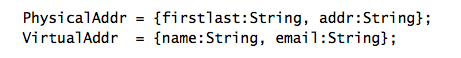 PhysicalAddr = {firstlast:String, addr:String};
VirtualAddr  = {name:String, email:String};